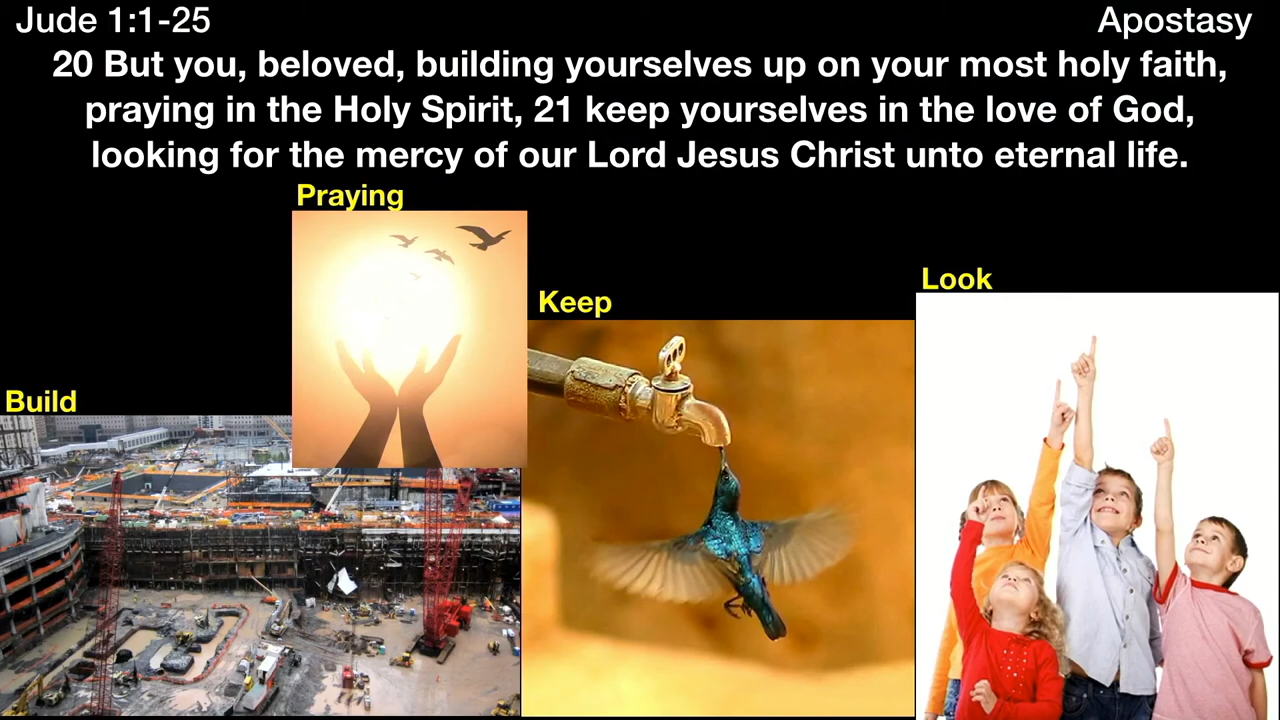 Jude 1:1-25
Apostasy
20 But you, beloved, building yourselves up on your most holy faith,
praying in the Holy Spirit, 21 keep yourselves in the love of God,
looking for the mercy of our Lord Jesus Christ unto eternal life.
Praying
Look
Keep
Build